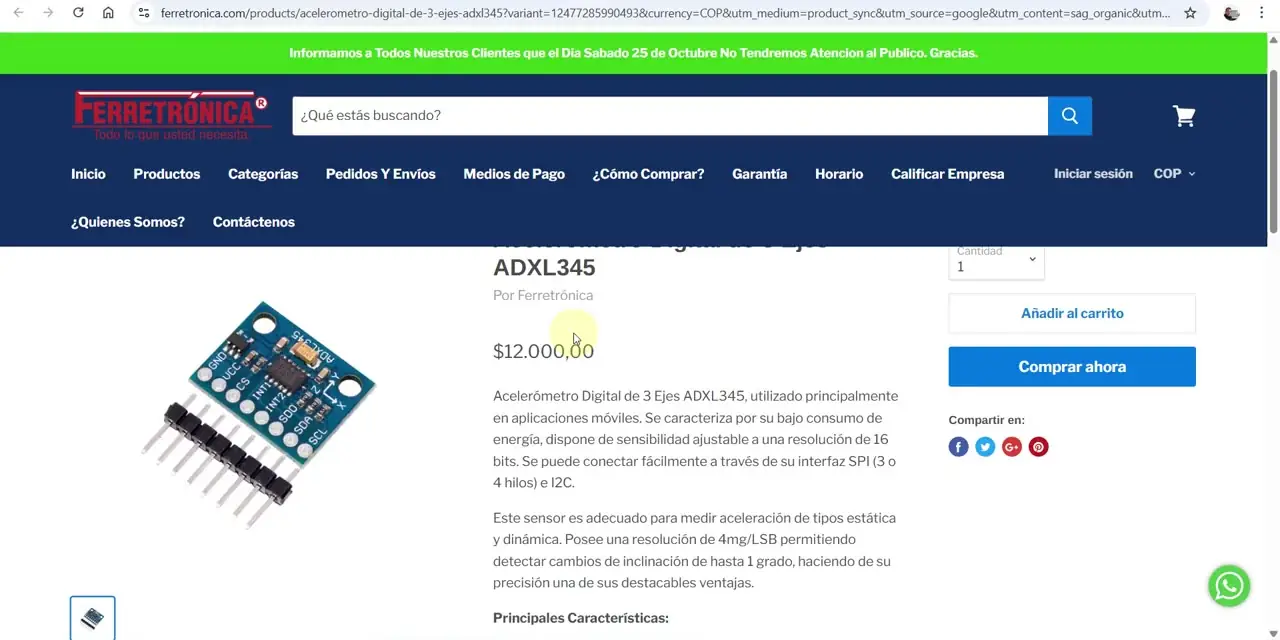 ferretronica.com/products/acelerometro-digital-de-3-ejes-adxl345?variant=12477285990493&currency=COP&utm_medium=product_sync&utm_source=google&utm_content=sag_organic&utm...
Informamos a Todos Nuestros Clientes que el Dia Sabado 25 de Octubre No Tendremos Atencion al Publico. Gracias.
FERRETRÓNICA®
Todo lo que usted necesita.
¿Qué estás buscando?
Inicio Productos Categorías Pedidos Y Envíos Medios de Pago ¿Cómo Comprar? Garantía Horario Calificar Empresa Iniciar sesión COP
¿Quienes Somos? Contáctenos
Acelerómetro Digital de 3 Ejes
ADXL345
Por Ferretrónica
$12.000,00
Acelerómetro Digital de 3 Ejes ADXL345, utilizado principalmente
en aplicaciones móviles. Se caracteriza por su bajo consumo de
energía, dispone de sensibilidad ajustable a una resolución de 16
bits. Se puede conectar fácilmente a través de su interfaz SPI (3 o
4 hilos) e I2C.
Este sensor es adecuado para medir aceleración de tipos estática
y dinámica. Posee una resolución de 4mg/LSB permitiendo
detectar cambios de inclinación de hasta 1 grado, haciendo de su
precisión una de sus destacables ventajas.
Principales Características:
Cantidad
1
Añadir al carrito
Comprar ahora
Compartir en:
ADXL345
GND
VCC
CS
INT1
INT2
SDO
SDA
SCL
Y
Z
X